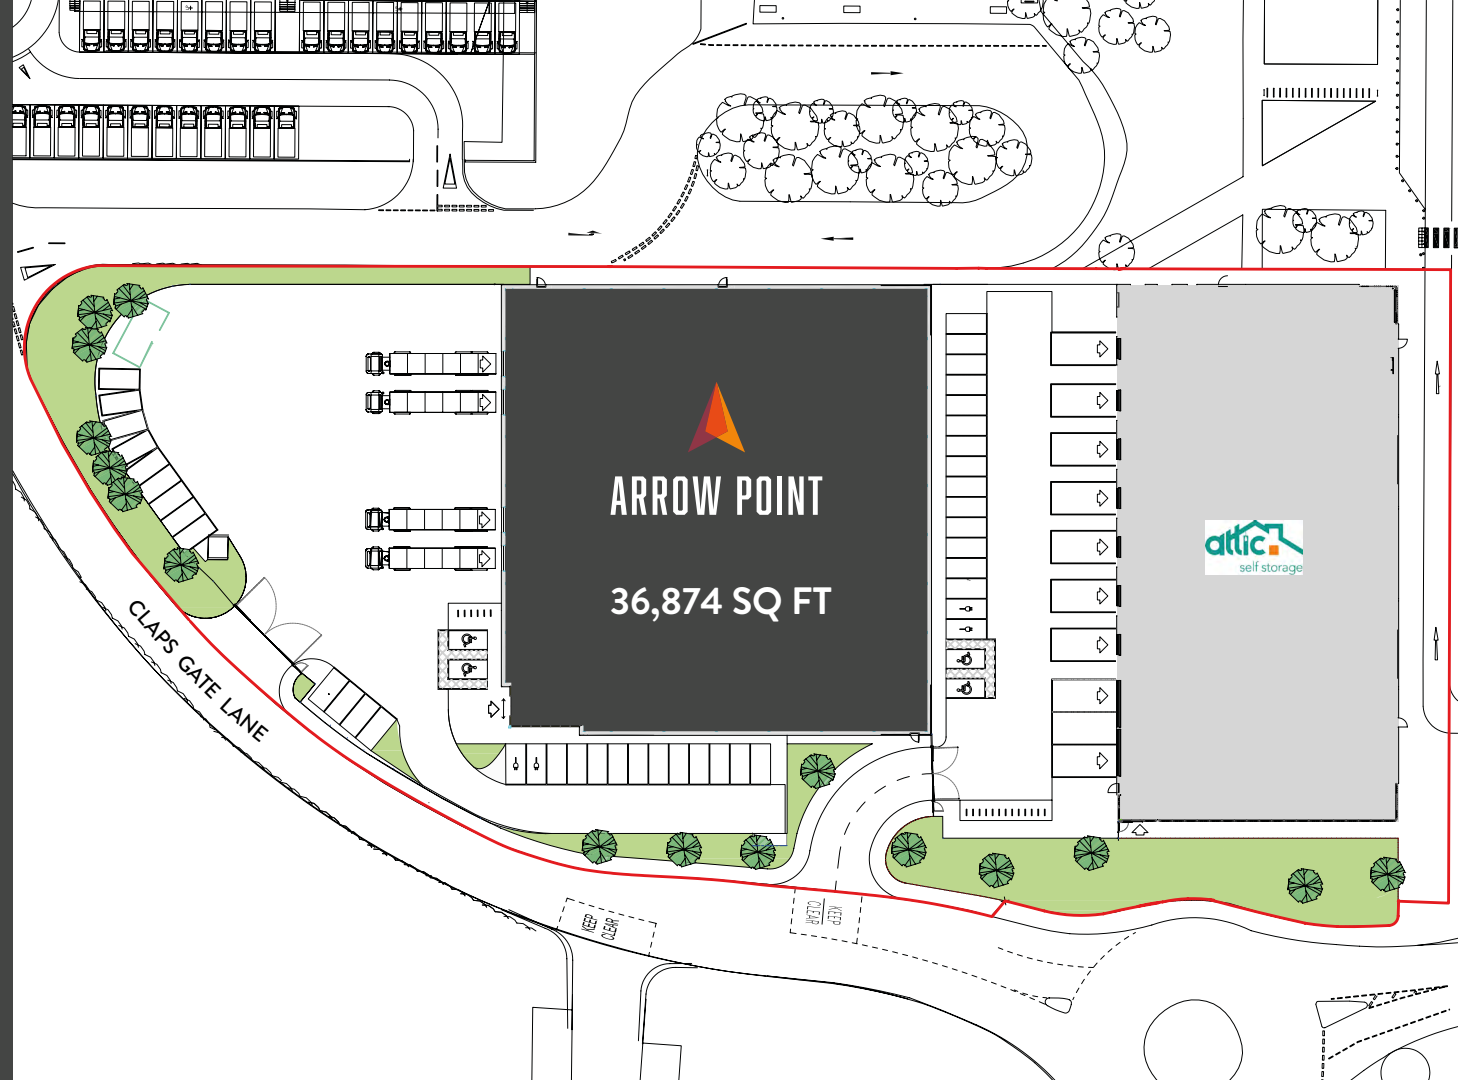 ARROW POINT
36,874 SQ FT
attic
self storage
CLAPS GATE LANE
KEEP
CLEAR
KEEP
CLEAR